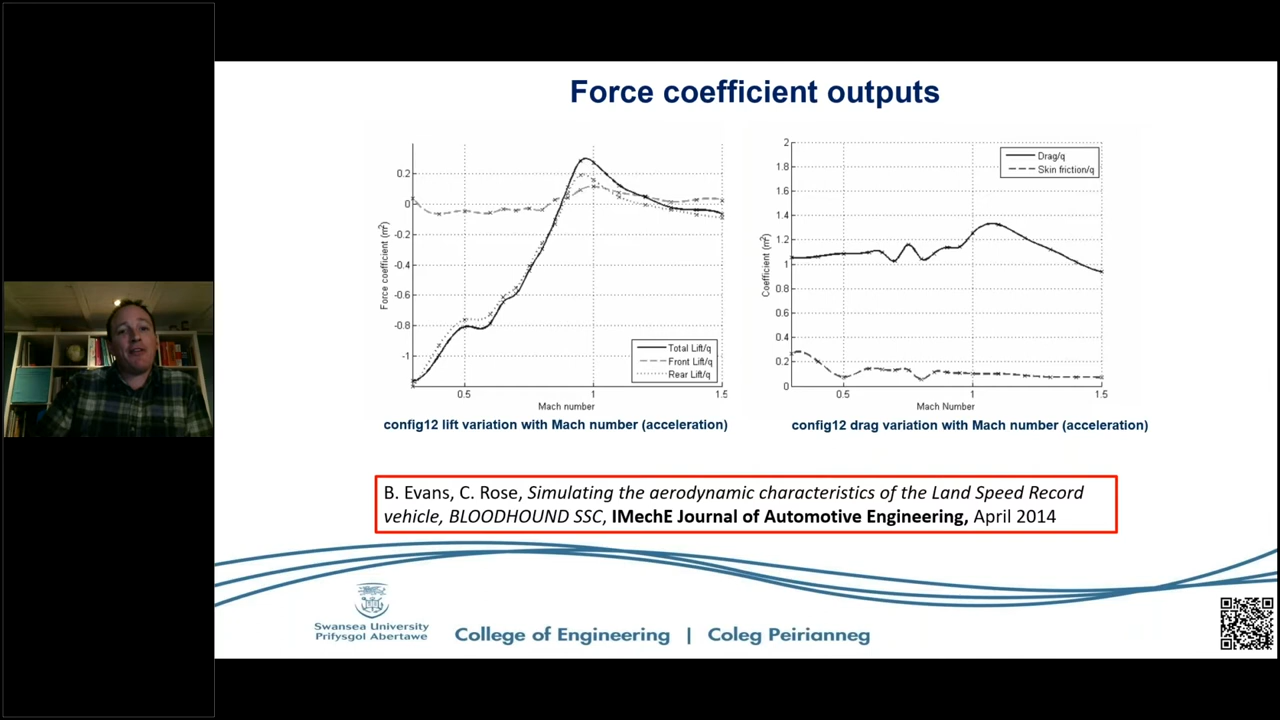 Force coefficient outputs
0.2
0
-0.2
-0.4
-0.6
-0.8
-1
0.5
1
1.5
Force coefficient (m²)
Mach number
Total Lift/q
Front Lift/q
Rear Lift/q
2
1.8
1.6
1.4
1.2
1
0.8
0.6
0.4
0.2
0
0.5
1
1.5
Coefficient (m²)
Mach Number
Drag/q
Skin friction/q
config12 lift variation with Mach number (acceleration)
config12 drag variation with Mach number (acceleration)
B. Evans, C. Rose, Simulating the aerodynamic characteristics of the Land Speed Record
vehicle, BLOODHOUND SSC, IMechE Journal of Automotive Engineering, April 2014
Swansea University
Prifysgol Abertawe
College of Engineering | Coleg Peirianneg